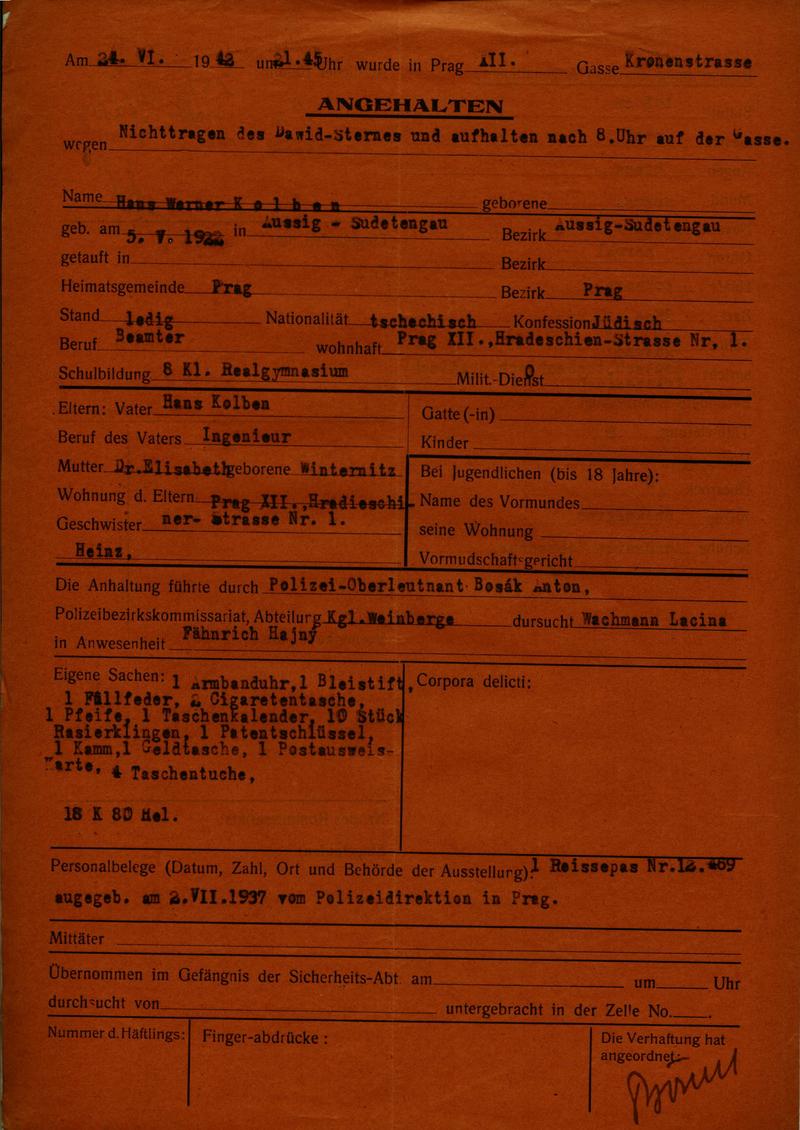 Am 24. VI. 1942 um 21.45 Uhr wurde in Prag XII. Gasse Kronenstrasse
ANGEHALTEN
wegen Nichttragen des Dawid-Sternes und aufhalten nach 8.Uhr auf der Gasse.
Name Hans Werner K o l b e n geborene
geb. am 5. V. 1922 in Aussig - Sudetengau Bezirk Aussig-Sudetengau
getauft in Bezirk
Heimatsgemeinde Prag Bezirk Prag
Stand ledig Nationalität tschechisch Konfession Jüdisch
Beruf Beamter wohnhaft Prag XII.,Hradeschien-Strasse Nr, 1.
Schulbildung 8 Kl. Realgymnasium Milit.-Dienst
Eltern: Vater Hans Kolben Gatte (-in)
Beruf des Vaters Ingenieur Kinder
Mutter Dr.Elisabeth geborene Winternitz Bei Jugendlichen (bis 18 Jahre):
Wohnung d. Eltern Prag XII.,Hradieschi- Name des Vormundes
Geschwister ner- Strasse Nr. 1. seine Wohnung
Heinz, Vormudschaftsgericht
Die Anhaltung führte durch Polizei-Oberleutnant Bosák Anton,
Polizeibezirkskommissariat, Abteilurg Kgl.Weinberge dursucht Wachmann Lacina
in Anwesenheit Fähnrich Hajný
Eigene Sachen: 1 Armbanduhr,1 Bleistift, Corpora delicti:
1 Füllfeder, 2 Cigaretentasche,
1 Pfeife, 1 Taschenkalender, 10 Stück
Rasierklingen, 1 Patentschlüssel,
1 Kamm,1 Geldtasche, 1 Postausweis-
karte, 4 Taschentuche,
18 K 80 Hel.
Personalbelege (Datum, Zahl, Ort und Behörde der Ausstellung): 1 Reissepas Nr.12.
augegeb. am 2.VII.1937 vom Polizeidirektion in Prag.
Mittäter
Übernommen im Gefängnis der Sicherheits-Abt. am um Uhr
durchsucht von untergebracht in der Zelle No.
Nummer d. Häftlings: Finger-abdrücke : Die Verhaftung hat
angeordnet: